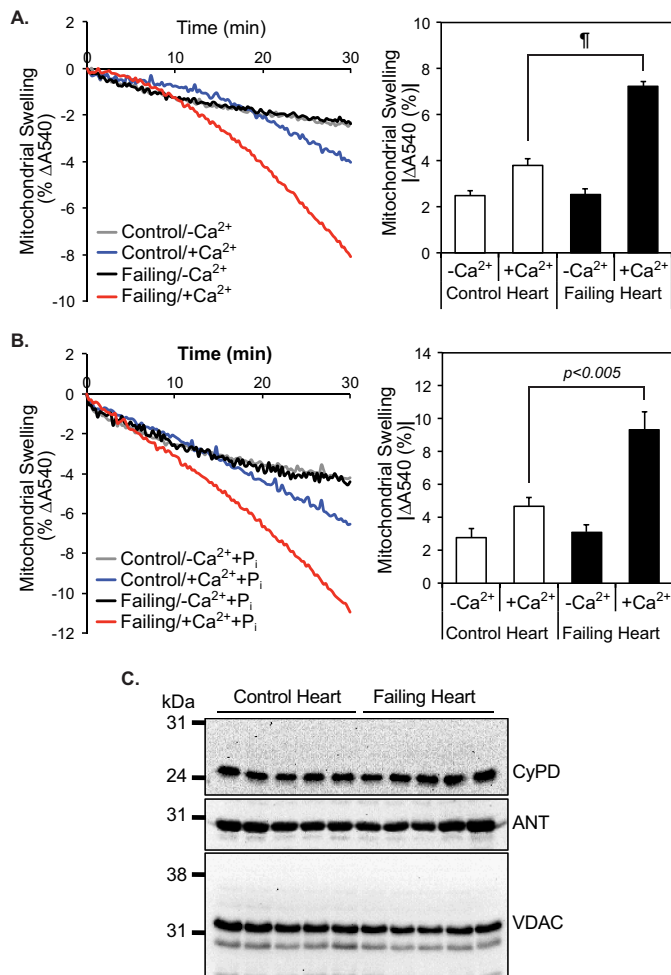 A.
Time (min)
2
0
-2
-4
-6
-8
-10
0
10
20
30
Mitochondrial Swelling
(% ΔA540)
Control/-Ca²⁺
Control/+Ca²⁺
Failing/-Ca²⁺
Failing/+Ca²⁺
10
8
6
4
2
0
Mitochondrial Swelling
|ΔA540 (%)|
¶
-Ca²⁺ +Ca²⁺ -Ca²⁺ +Ca²⁺
Control Heart Failing Heart
B.
Time (min)
2
0
-2
-4
-6
-8
-10
-12
0
10
20
30
Mitochondrial Swelling
(% ΔA540)
Control/-Ca²⁺+Pᵢ
Control/+Ca²⁺+Pᵢ
Failing/-Ca²⁺+Pᵢ
Failing/+Ca²⁺+Pᵢ
14
12
10
8
6
4
2
0
Mitochondrial Swelling
|ΔA540 (%)|
p<0.005
-Ca²⁺ +Ca²⁺ -Ca²⁺ +Ca²⁺
Control Heart Failing Heart
C.
kDa
Control Heart Failing Heart
31
24
CyPD
31
ANT
38
31
VDAC